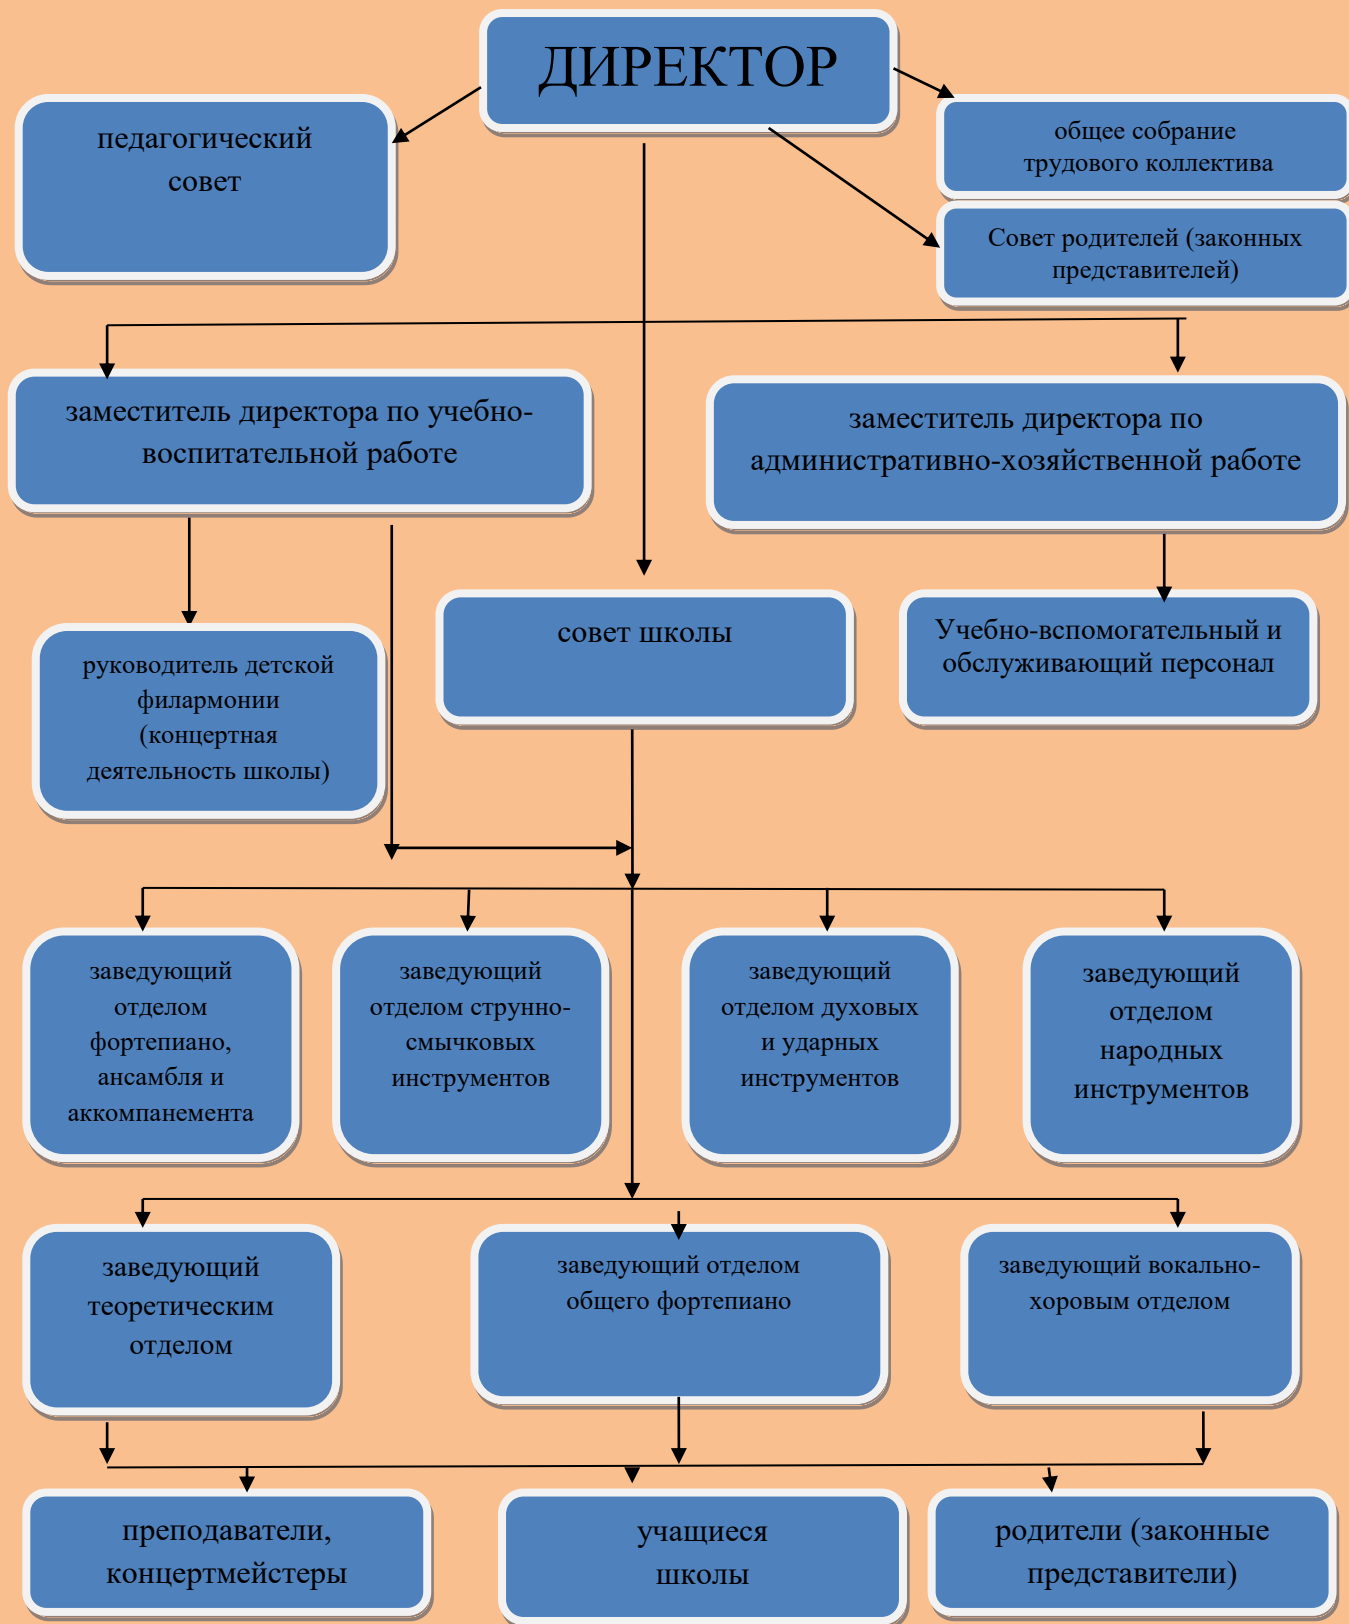 ДИРЕКТОР
педагогический
совет
общее собрание
трудового коллектива
Совет родителей (законных
представителей)
заместитель директора по учебно-
воспитательной работе
заместитель директора по
административно-хозяйственной работе
руководитель детской
филармонии
(концертная
деятельность школы)
совет школы
Учебно-вспомогательный и
обслуживающий персонал
заведующий
отделом
фортепиано,
ансамбля и
аккомпанемента
заведующий
отделом струнно-
смычковых
инструментов
заведующий
отделом духовых
и ударных
инструментов
заведующий
отделом
народных
инструментов
заведующий
теоретическим
отделом
заведующий отделом
общего фортепиано
заведующий вокально-
хоровым отделом
преподаватели,
концертмейстеры
учащиеся
школы
родители (законные
представители)